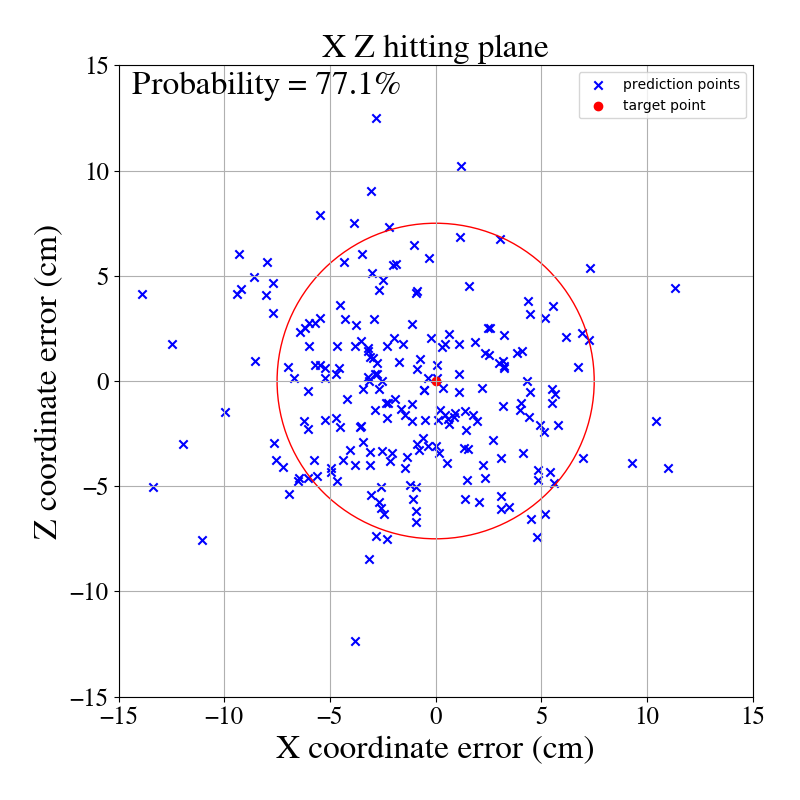 X Z hitting plane
Probability = 77.1%
prediction points
target point
15
10
5
0
−5
−10
−15
Z coordinate error (cm)
−15 −10 −5 0 5 10 15
X coordinate error (cm)